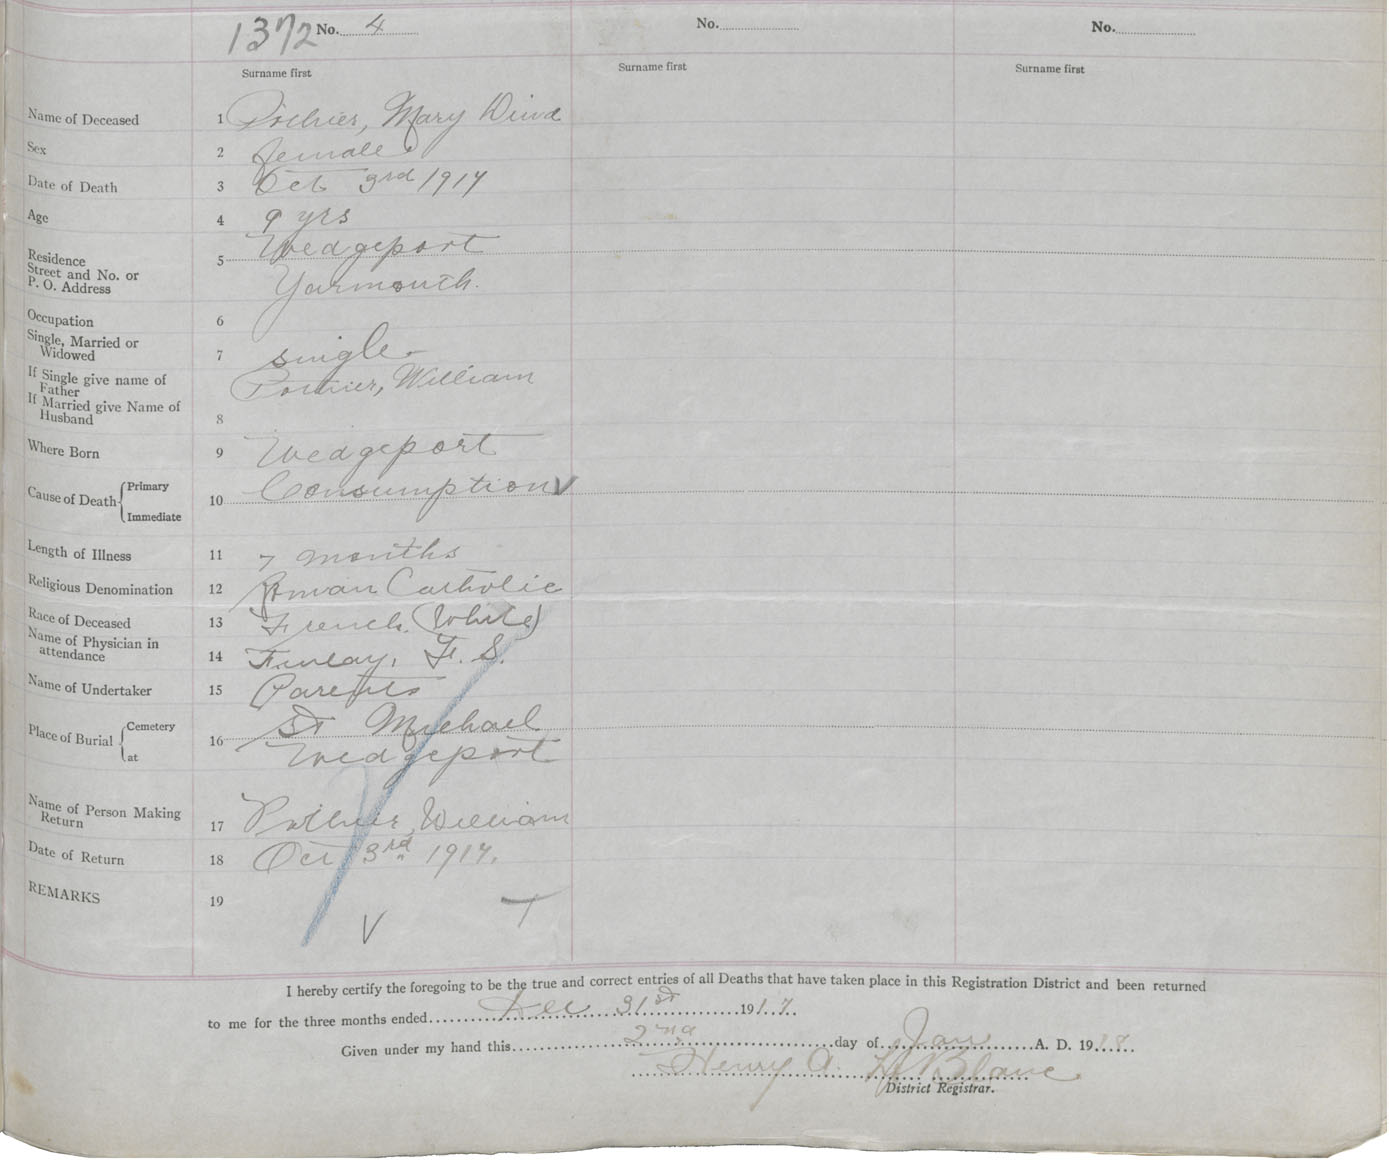 1372 No. 4
No.
No.
Surname first
Surname first
Surname first
Name of Deceased 1 Pothier, Mary
Sex 2 female
Date of Death 3 Oct 3rd 1917
Age 4 9 yrs
Residence
Street and No. or
P. O. Address
5 Wedgeport
Yarmouth.
Occupation 6
Single, Married or
Widowed
7 single
If Single give name of
Father
If Married give Name of
Husband
8 Pothier, William
Where Born 9 Wedgeport
Cause of Death { Primary
Immediate
10 Consumption
Length of Illness 11 7 months
Religious Denomination 12 Roman Catholic
Race of Deceased 13 French (White)
Name of Physician in
attendance
14 Finlay, F. S.
Name of Undertaker 15 Parents
Place of Burial { Cemetery
at
16 St Michael
Wedgeport
Name of Person Making
Return
17 Pothier, William
Date of Return 18 Oct 3rd 1917.
REMARKS 19
I hereby certify the foregoing to be the true and correct entries of all Deaths that have taken place in this Registration District and been returned
to me for the three months ended Dec 31st 1917.
Given under my hand this 2nd day of Jan A. D. 1918.
Henry A. LeBlanc
District Registrar.